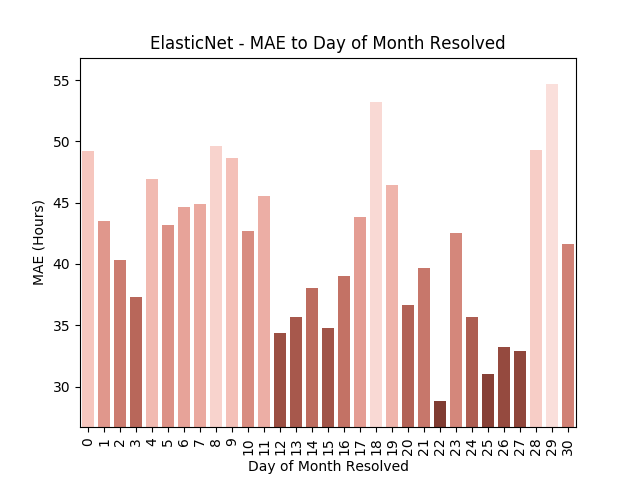 ElasticNet - MAE to Day of Month Resolved
55
50
45
40
35
30
MAE (Hours)
0 1 2 3 4 5 6 7 8 9 10 11 12 13 14 15 16 17 18 19 20 21 22 23 24 25 26 27 28 29 30
Day of Month Resolved